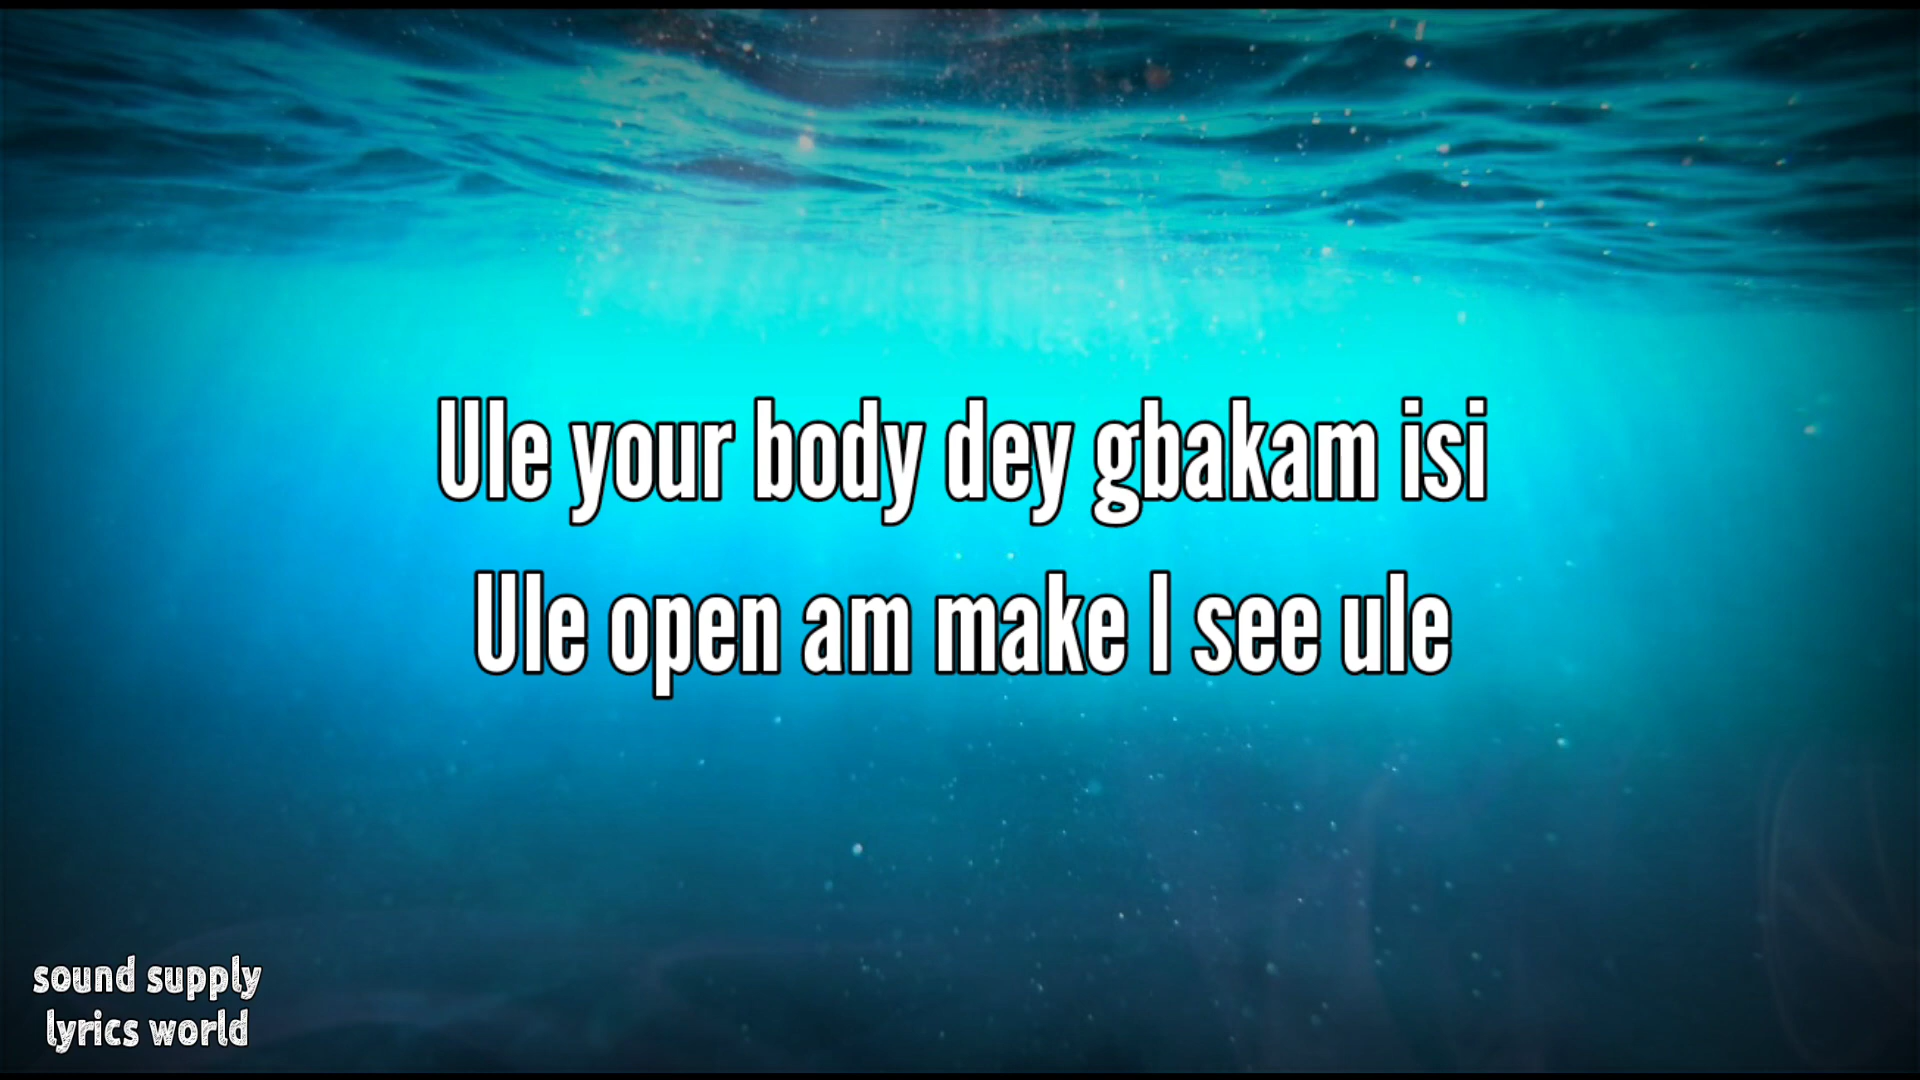 Ule your body dey gbakam isi
Ule open am make I see ule
sound supply
lyrics world